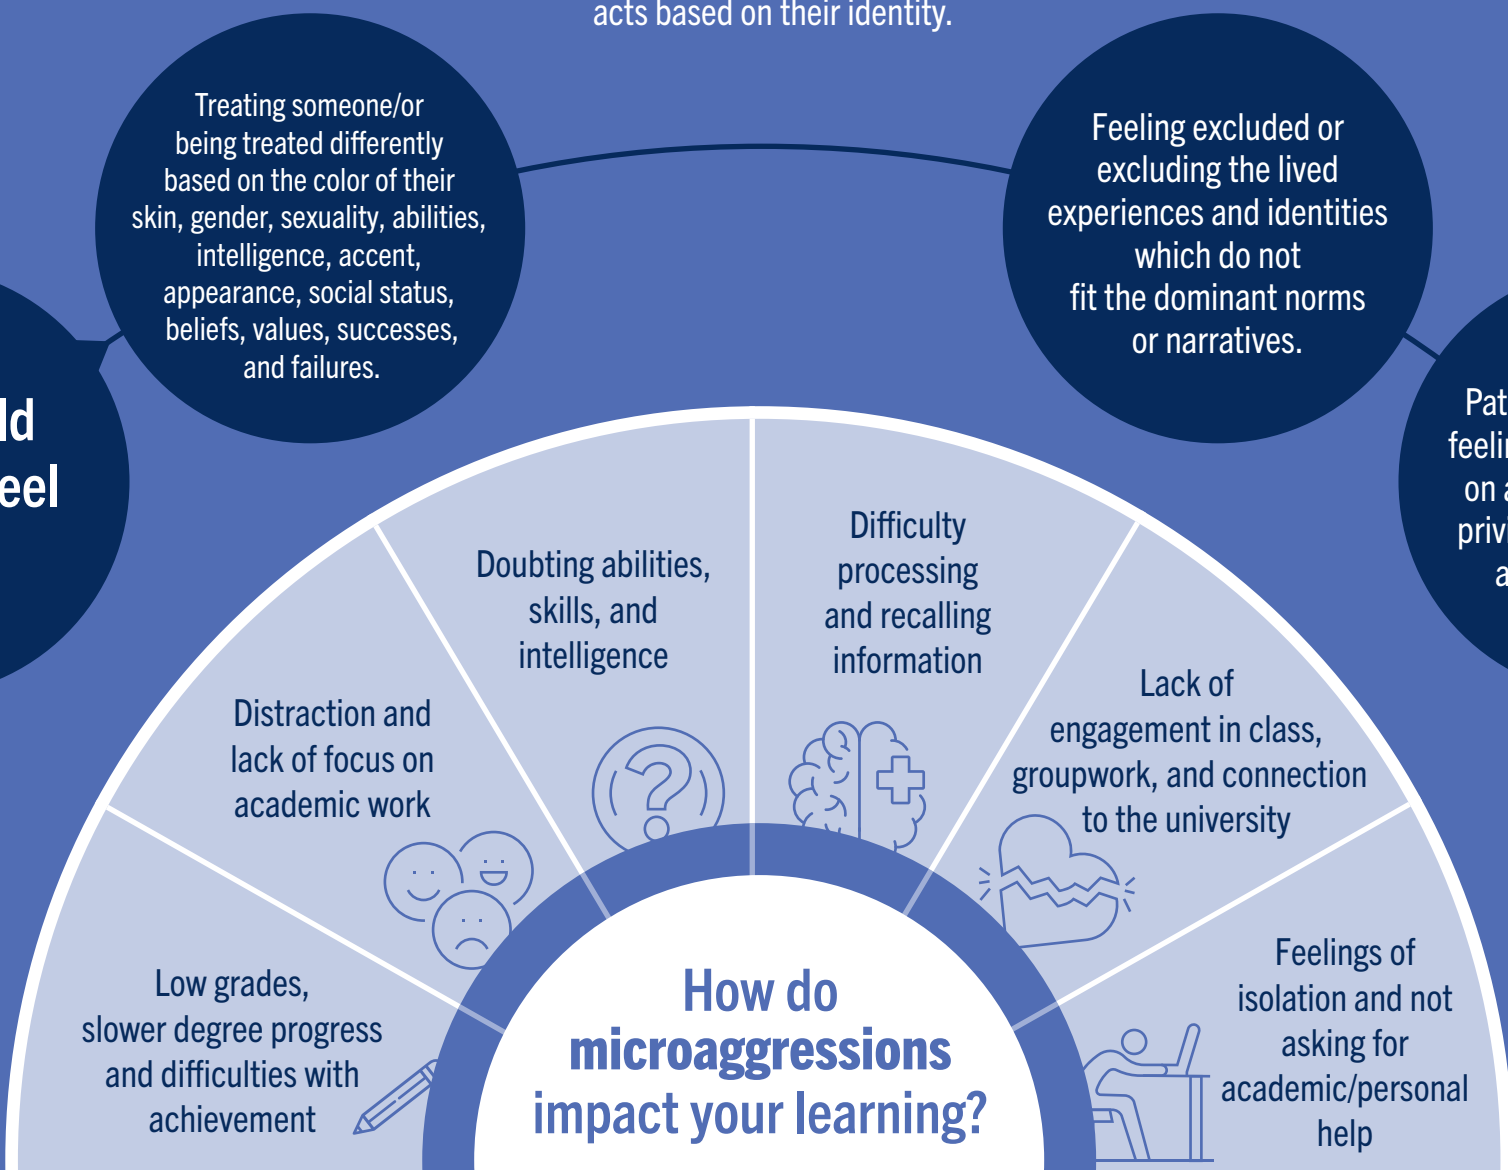 acts based on their identity.
Treating someone/or
being treated differently
based on the color of their
skin, gender, sexuality, abilities,
intelligence, accent,
appearance, social status,
beliefs, values, successes,
and failures.
Feeling excluded or
excluding the lived
experiences and identities
which do not
fit the dominant norms
or narratives.
on
Doubting abilities,
skills, and
intelligence
Difficulty
processing
and recalling
information
Distraction and
lack of focus on
academic work
Lack of
engagement in class,
groupwork, and connection
to the university
Low grades,
slower degree progress
and difficulties with
achievement
Feelings of
isolation and not
asking for
academic/personal
help
How do
microaggressions
impact your learning?